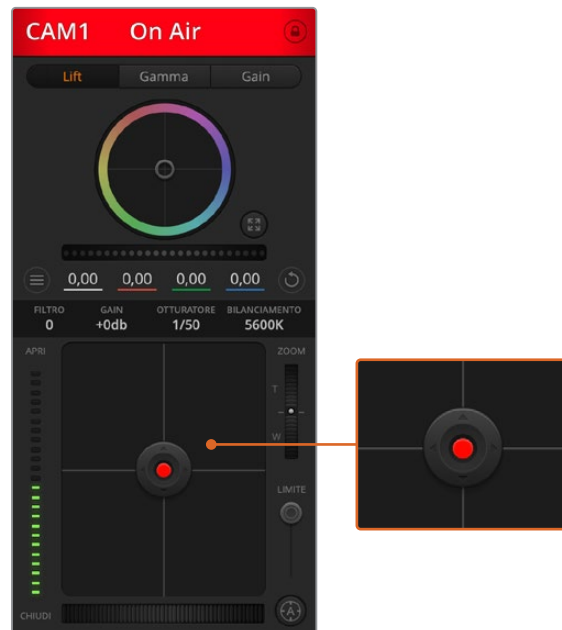 CAM1 On Air
Lift Gamma Gain
0,00 0,00 0,00 0,00
FILTRO GAIN OTTURATORE BILANCIAMENTO
0 +0db 1/50 5600K
APRI ZOOM
T
W
LIMITE
CHIUDI A